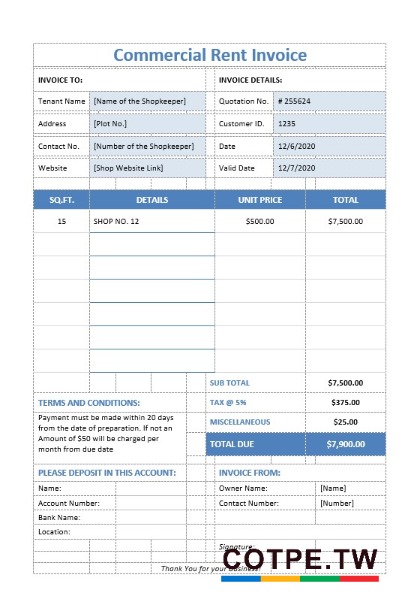 Commercial Rent Invoice
INVOICE TO: INVOICE DETAILS:
Tenant Name [Name of the Shopkeeper] Quotation No. # 255624
Address [Plot No.] Customer ID. 1235
Contact No. [Number of the Shopkeeper] Date 12/6/2020
Website [Shop Website Link] Valid Date 12/7/2020
SQ.FT. DETAILS UNIT PRICE TOTAL
15 SHOP NO. 12 $500.00 $7,500.00
SUB TOTAL $7,500.00
TERMS AND CONDITIONS: TAX @ 5% $375.00
Payment must be made within 20 days
from the date of preparation. If not an
Amount of $50 will be charged per
month from due date
MISCELLANEOUS $25.00
TOTAL DUE $7,900.00
PLEASE DEPOSIT IN THIS ACCOUNT: INVOICE FROM:
Name: Owner Name: [Name]
Account Number: Contact Number: [Number]
Bank Name:
Location:
Signature:
COTPE.TW
Thank You for your Business!